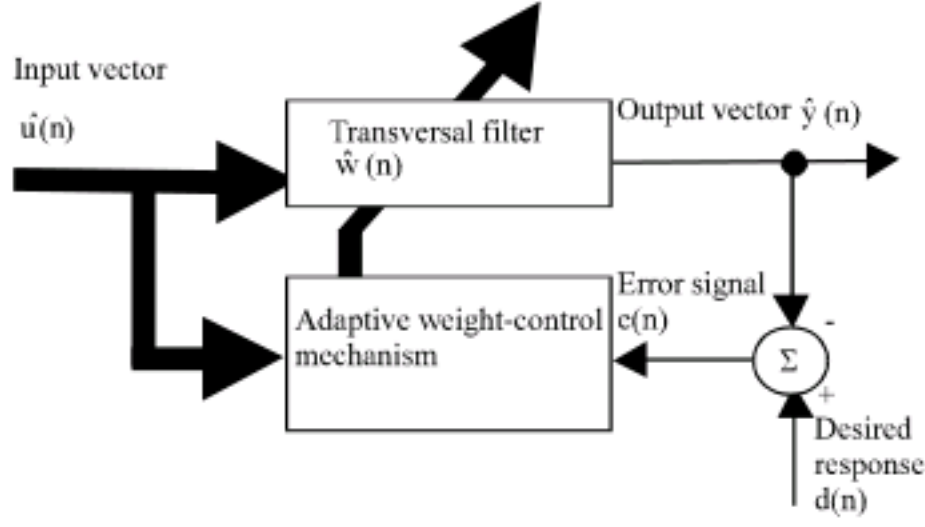 Input vector
û(n)
Transversal filter
ŵ (n)
Output vector ŷ (n)
Adaptive weight-control
mechanism
Error signal
e(n)
-
Σ
+
Desired
response
d(n)